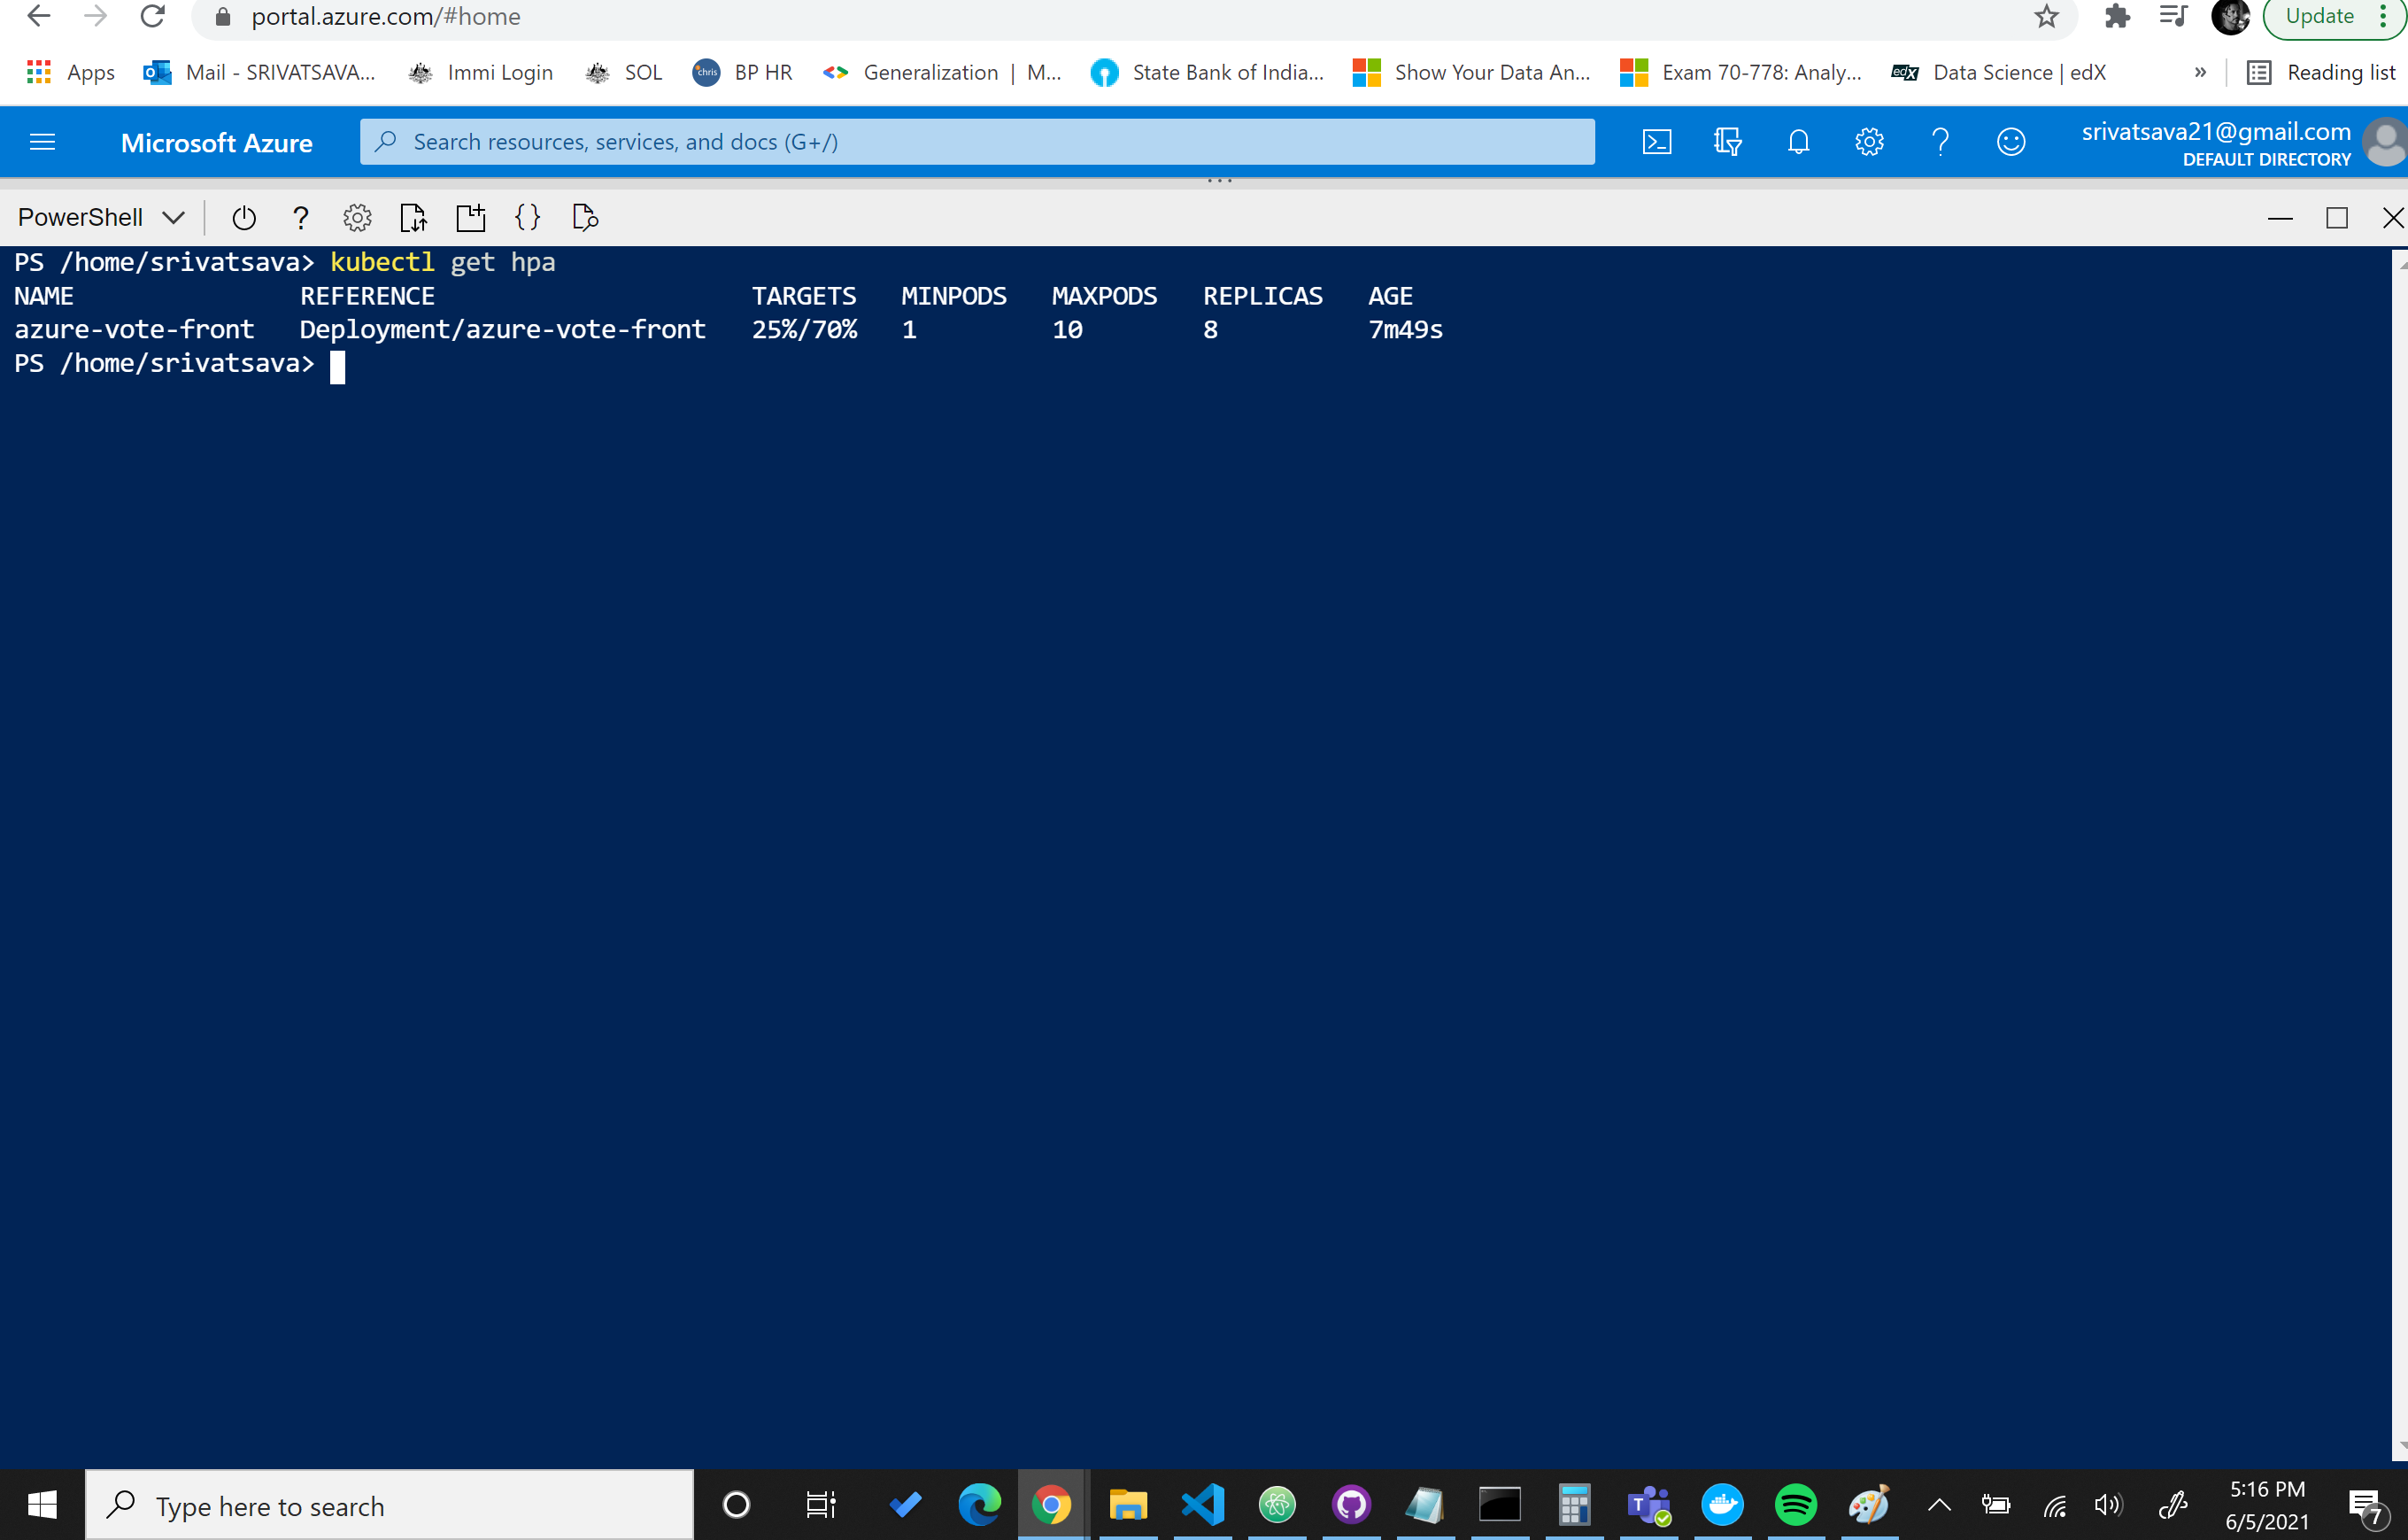 portal.azure.com/#home
Update
Apps Mail - SRIVATSAVA... Immi Login SOL chris BP HR Generalization | M... State Bank of India... Show Your Data An... Exam 70-778: Analy... edX Data Science | edX » Reading list
Microsoft Azure Search resources, services, and docs (G+/) srivatsava21@gmail.com
DEFAULT DIRECTORY
PowerShell
PS /home/srivatsava> kubectl get hpa
NAME REFERENCE TARGETS MINPODS MAXPODS REPLICAS AGE
azure-vote-front Deployment/azure-vote-front 25%/70% 1 10 8 7m49s
PS /home/srivatsava>
Type here to search 5:16 PM
6/5/2021 7